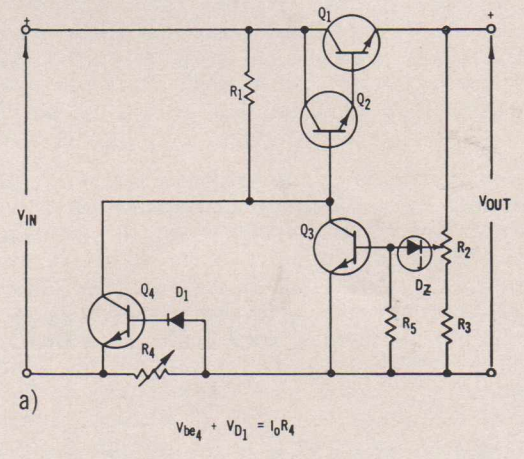 +
+
Q1
Q2
R1
VIN
VOUT
Q3
R2
DZ
Q4
D1
R4
R5
R3
a)
Vbe4 + VD1 = IoR4